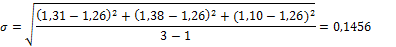 σ = √(((1,31 − 1,26)² + (1,38 − 1,26)² + (1,10 − 1,26)²) / (3 − 1)) = 0,1456